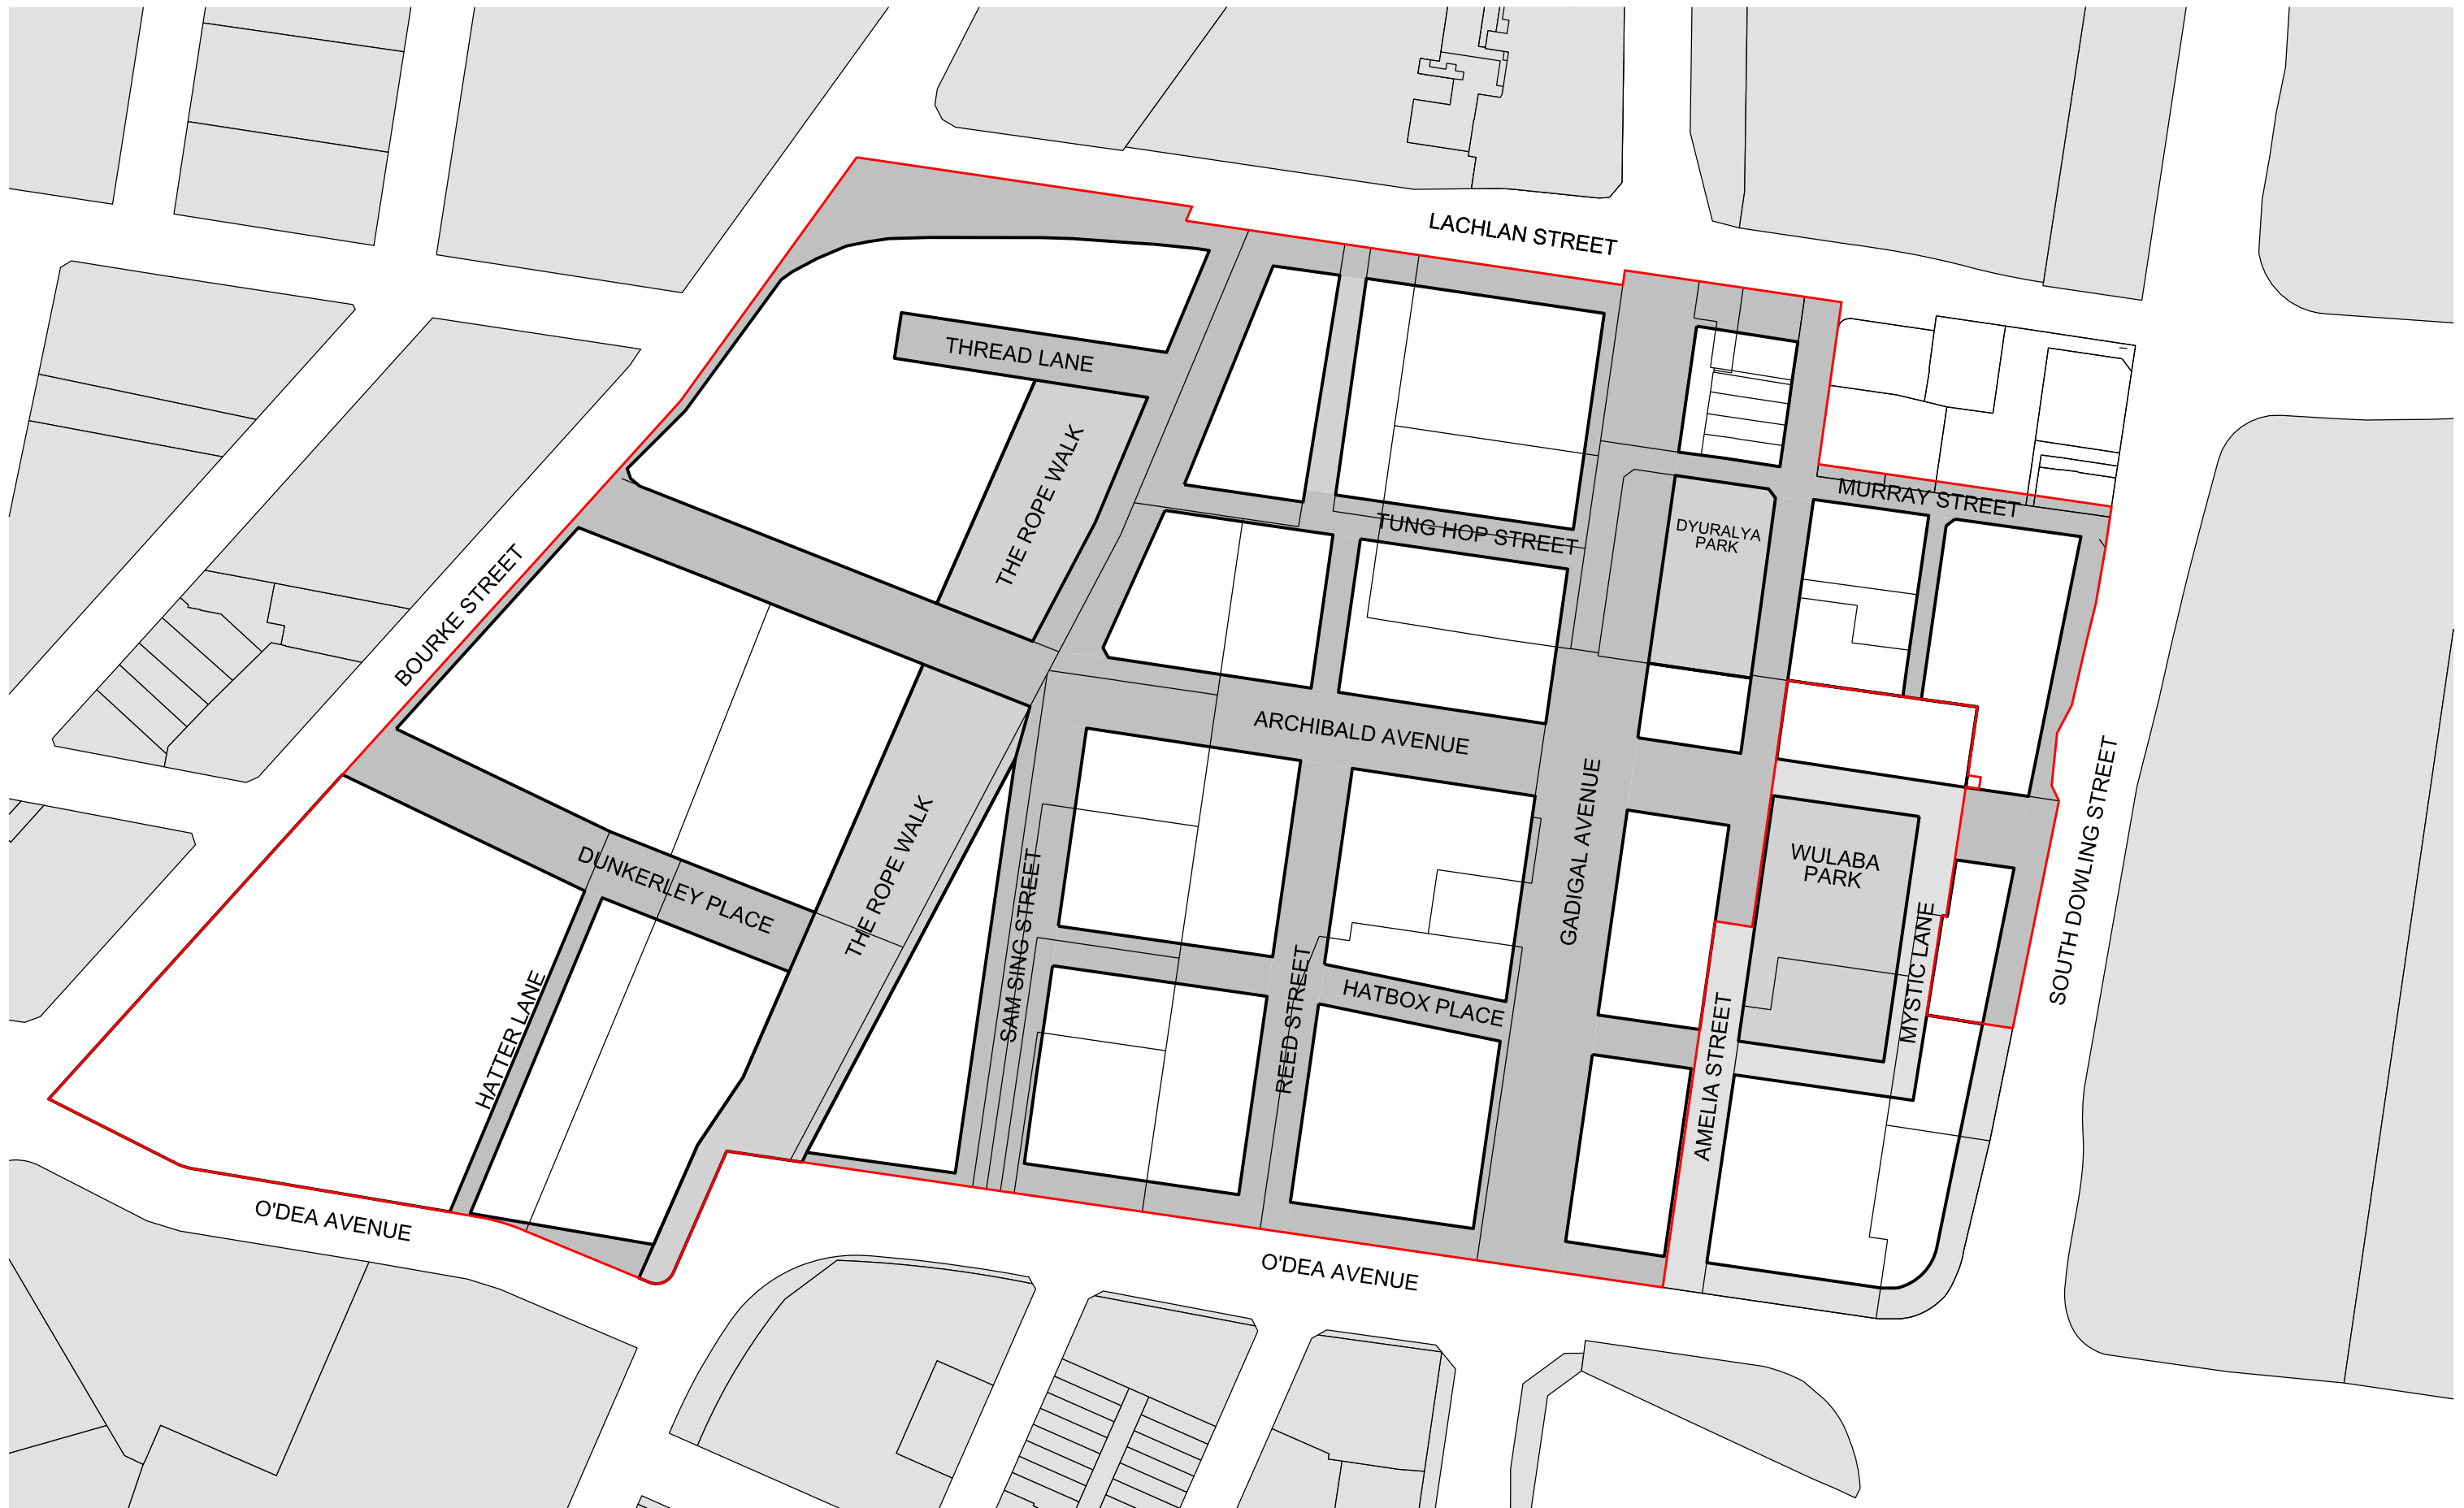 LACHLAN STREET
THREAD LANE
THE ROPE WALK
MURRAY STREET
TUNG HOP STREET
DYURALYA
PARK
BOURKE STREET
ARCHIBALD AVENUE
GADIGAL AVENUE
SOUTH DOWLING STREET
DUNKERLEY PLACE
THE ROPE WALK
SAM SING STREET
WULABA
PARK
MYSTIC LANE
HATTER LANE
REED STREET
HATBOX PLACE
AMELIA STREET
O'DEA AVENUE
O'DEA AVENUE